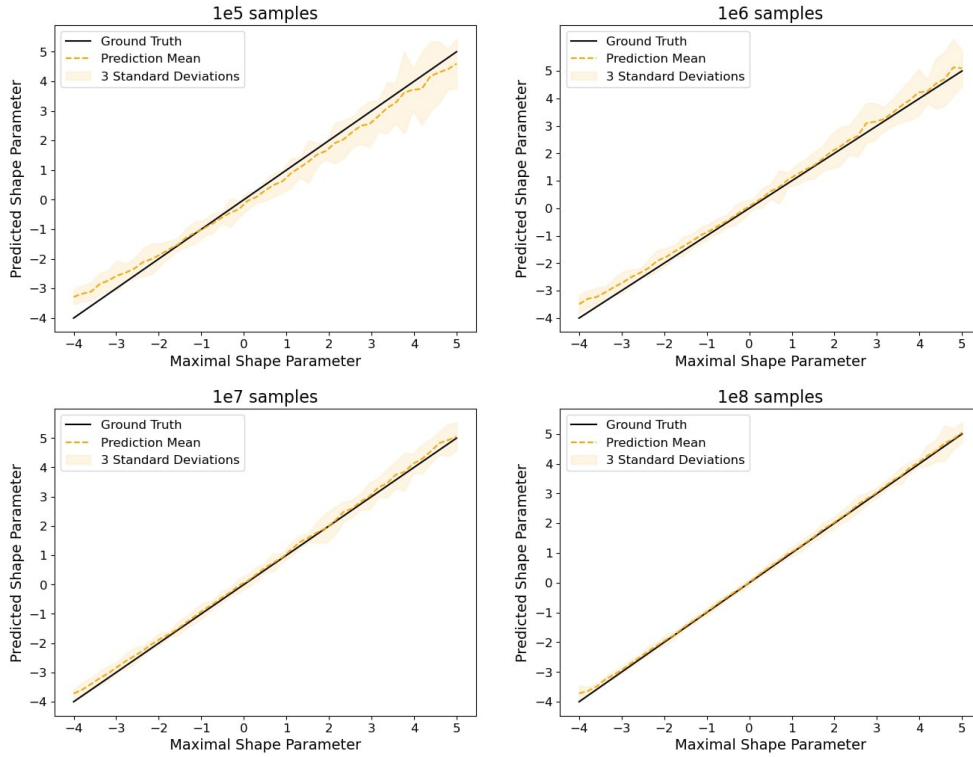 1e5 samples
Ground Truth
Prediction Mean
3 Standard Deviations
5
4
3
2
1
0
−1
−2
−3
−4
Predicted Shape Parameter
−4 −3 −2 −1 0 1 2 3 4 5
Maximal Shape Parameter
1e6 samples
Ground Truth
Prediction Mean
3 Standard Deviations
5
4
3
2
1
0
−1
−2
−3
−4
Predicted Shape Parameter
−4 −3 −2 −1 0 1 2 3 4 5
Maximal Shape Parameter
1e7 samples
Ground Truth
Prediction Mean
3 Standard Deviations
5
4
3
2
1
0
−1
−2
−3
−4
Predicted Shape Parameter
−4 −3 −2 −1 0 1 2 3 4 5
Maximal Shape Parameter
1e8 samples
Ground Truth
Prediction Mean
3 Standard Deviations
5
4
3
2
1
0
−1
−2
−3
−4
Predicted Shape Parameter
−4 −3 −2 −1 0 1 2 3 4 5
Maximal Shape Parameter